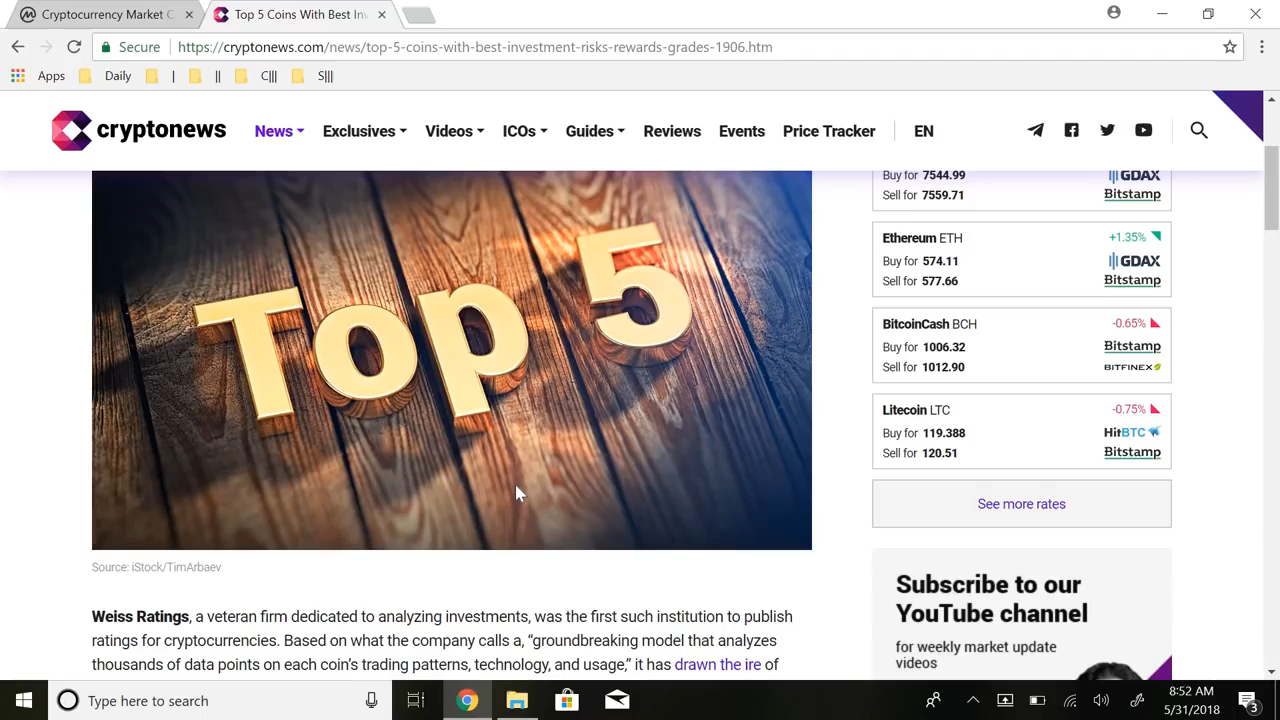 Cryptocurrency Market C
Top 5 Coins With Best Inv
Secure
https://cryptonews.com/news/top-5-coins-with-best-investment-risks-rewards-grades-1906.htm
Apps Daily | || C||| S|||
cryptonews
News Exclusives Videos ICOs Guides Reviews Events Price Tracker EN
Top 5
Source: iStock/TimArbaev
Weiss Ratings, a veteran firm dedicated to analyzing investments, was the first such institution to publish
ratings for cryptocurrencies. Based on what the company calls a, “groundbreaking model that analyzes
thousands of data points on each coin’s trading patterns, technology, and usage,” it has drawn the ire of
Buy for 7544.99 GDAX
Sell for 7559.71 Bitstamp
Ethereum ETH +1.35%
Buy for 574.11 GDAX
Sell for 577.66 Bitstamp
BitcoinCash BCH -0.65%
Buy for 1006.32 Bitstamp
Sell for 1012.90 BITFINEX
Litecoin LTC -0.75%
Buy for 119.388 HitBTC
Sell for 120.51 Bitstamp
See more rates
Subscribe to our
YouTube channel
for weekly market update
videos
Type here to search
8:52 AM
5/31/2018
3